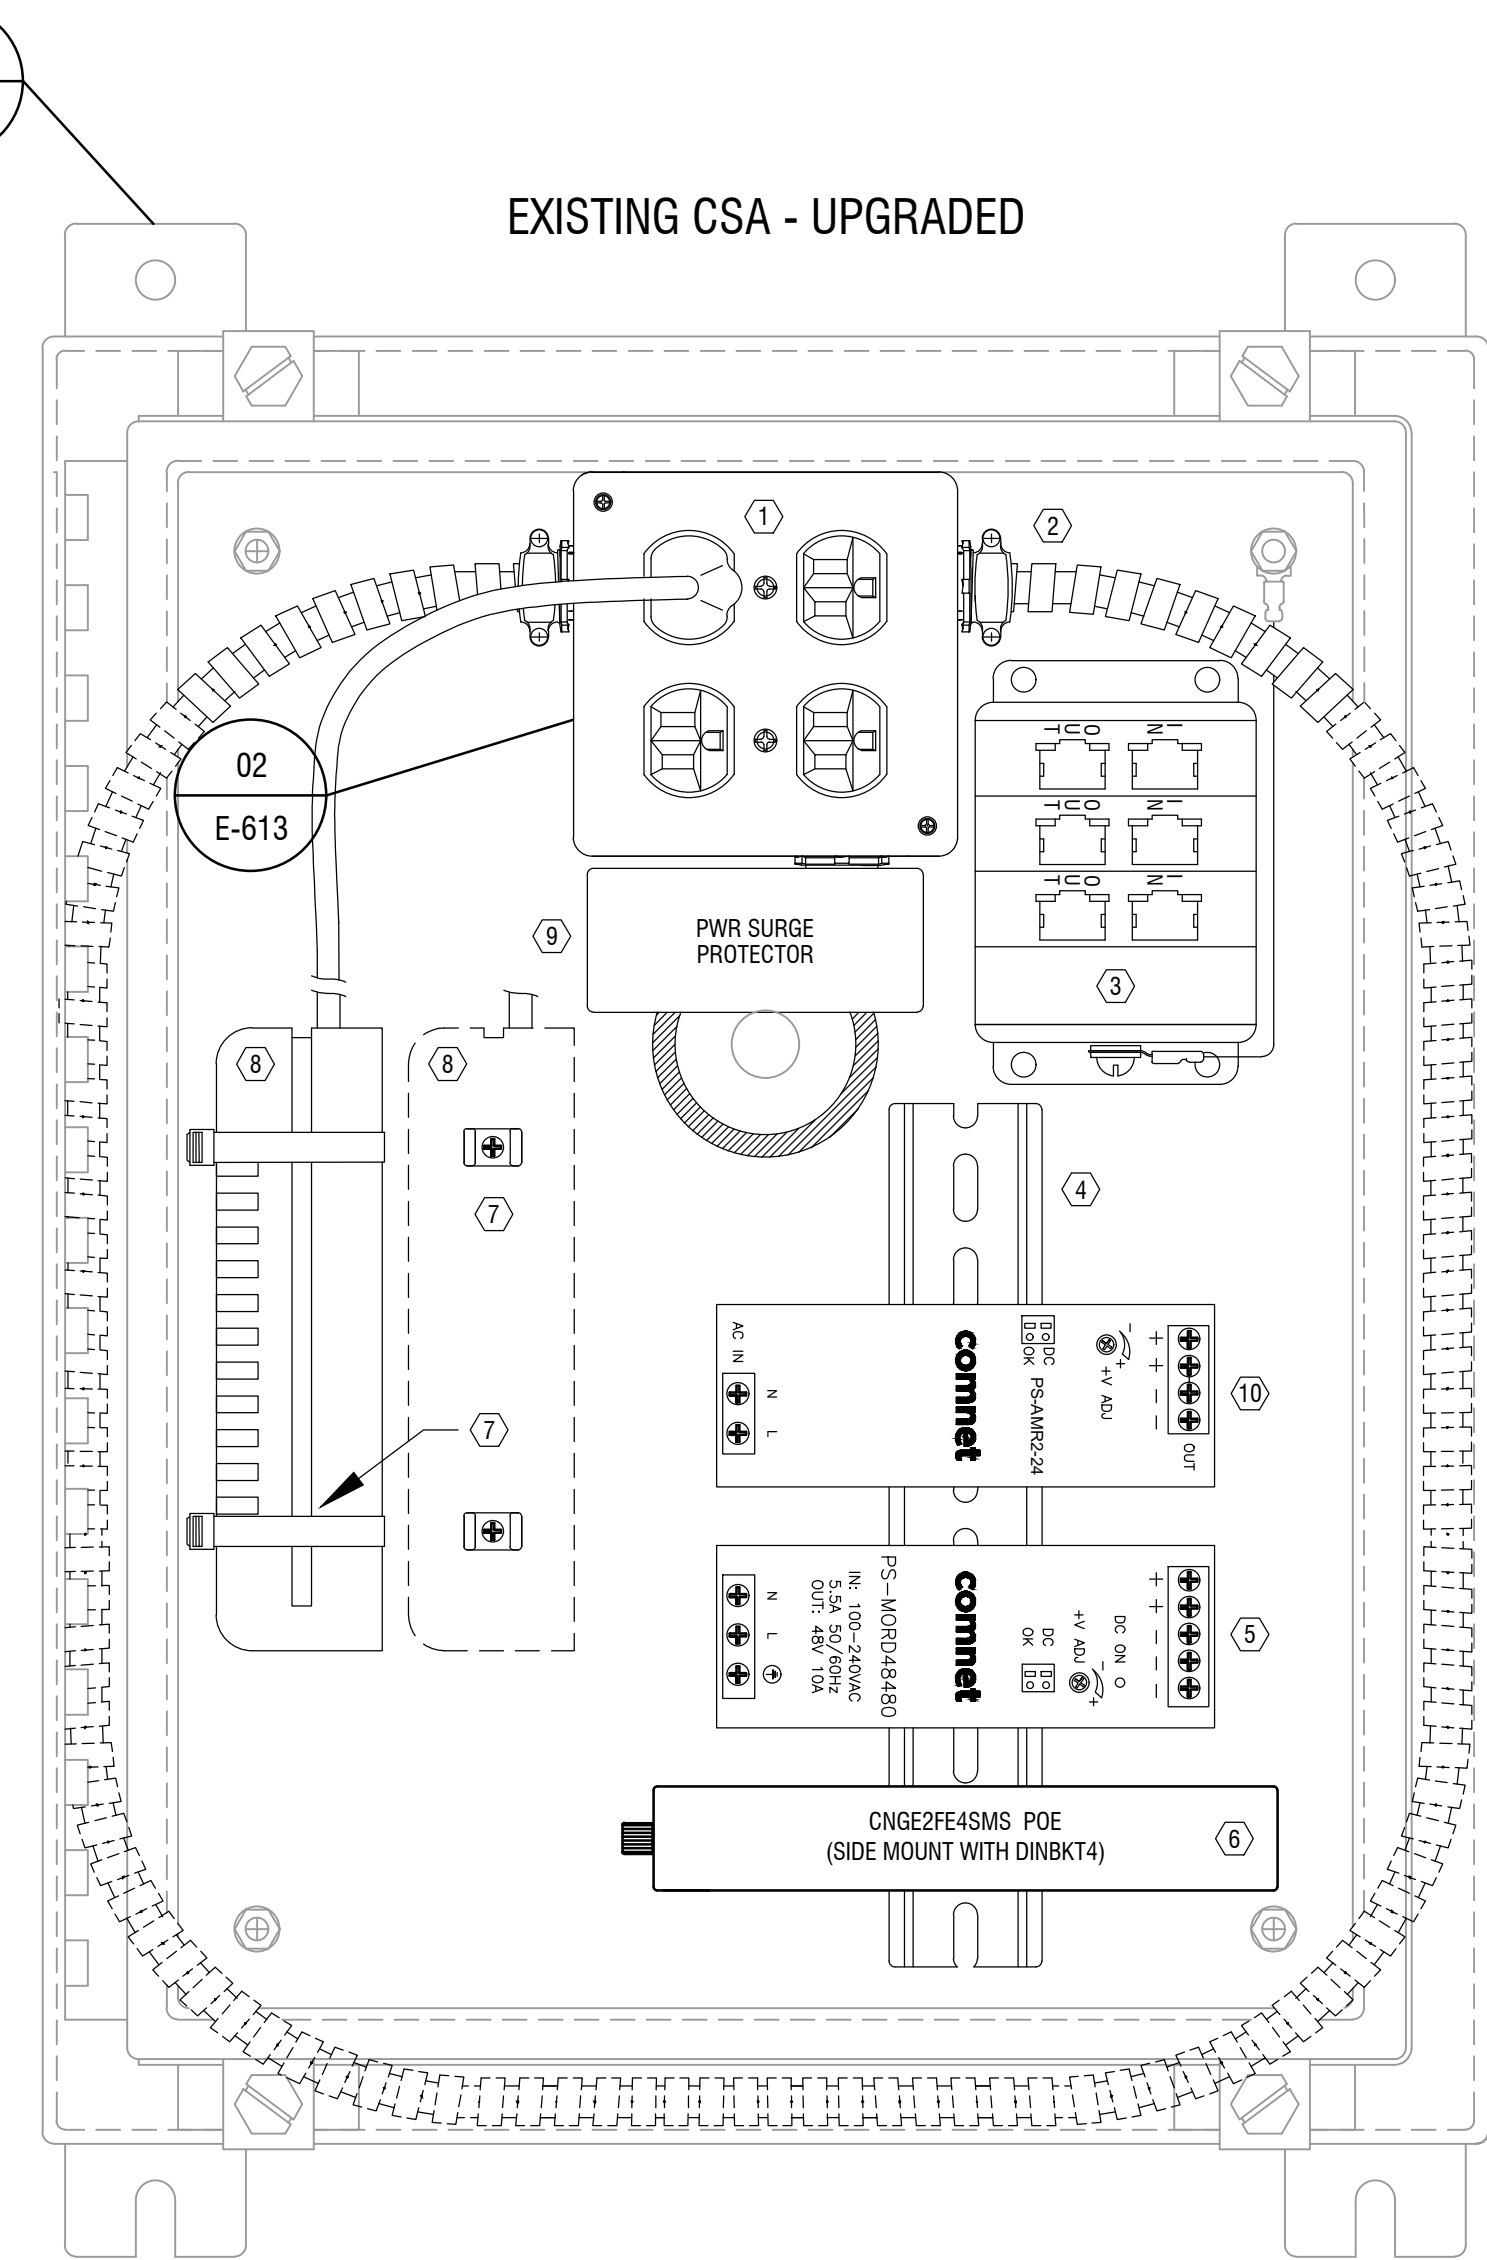 EXISTING CSA - UPGRADED
1
2
OUT IN
OUT IN
OUT IN
3
02
E-613
9
PWR SURGE
PROTECTOR
8
8
7
4
7
AC IN
N
L
comnet
DC
OK
PS-AMR2-24
- +
+V ADJ
+ + - -
OUT
10
N
L
IN: 100-240VAC
5.5A 50/60Hz
OUT: 48V 10A
PS-MORD48480
comnet
DC
OK
+V ADJ
- +
DC ON
+ + - - -
5
CNGE2FE4SMS POE
(SIDE MOUNT WITH DINBKT4)
6